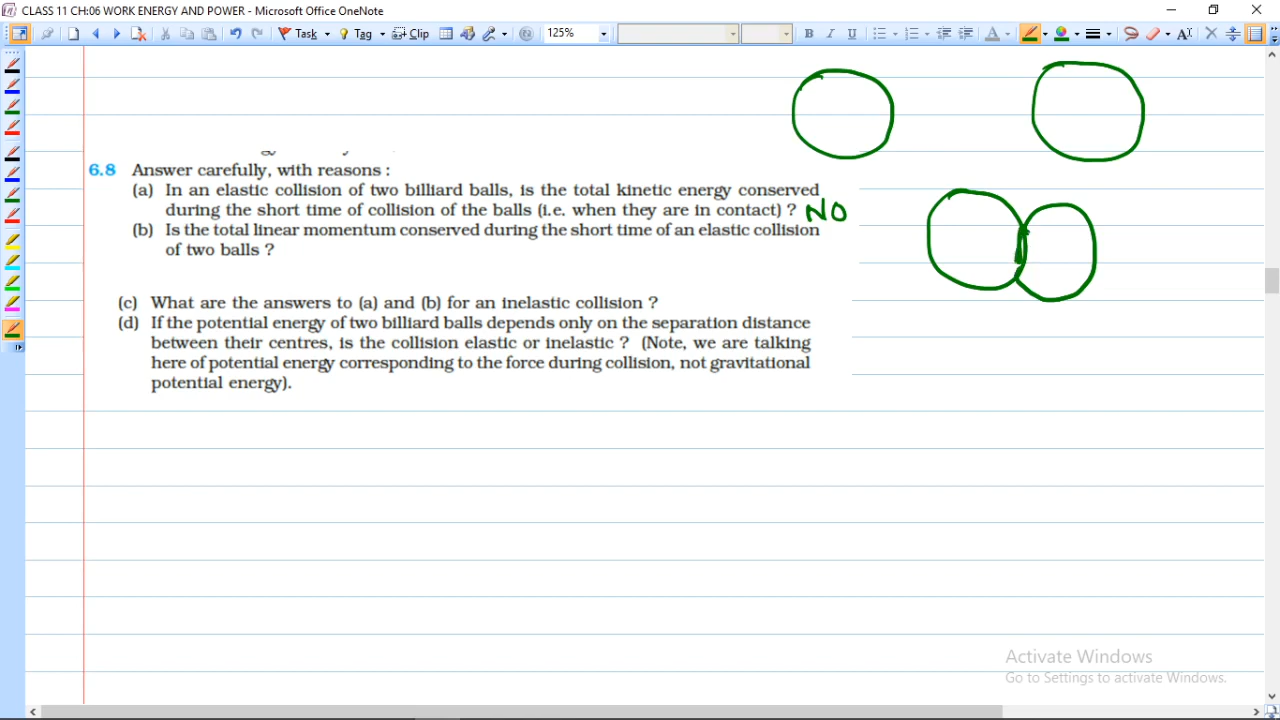 CLASS 11 CH:06 WORK ENERGY AND POWER - Microsoft Office OneNote
Task Tag Clip 125% B I U A
6.8 Answer carefully, with reasons :
(a) In an elastic collision of two billiard balls, is the total kinetic energy conserved
during the short time of collision of the balls (i.e. when they are in contact) ? NO
(b) Is the total linear momentum conserved during the short time of an elastic collision
of two balls ?
(c) What are the answers to (a) and (b) for an inelastic collision ?
(d) If the potential energy of two billiard balls depends only on the separation distance
between their centres, is the collision elastic or inelastic ? (Note, we are talking
here of potential energy corresponding to the force during collision, not gravitational
potential energy).
Activate Windows
Go to Settings to activate Windows.